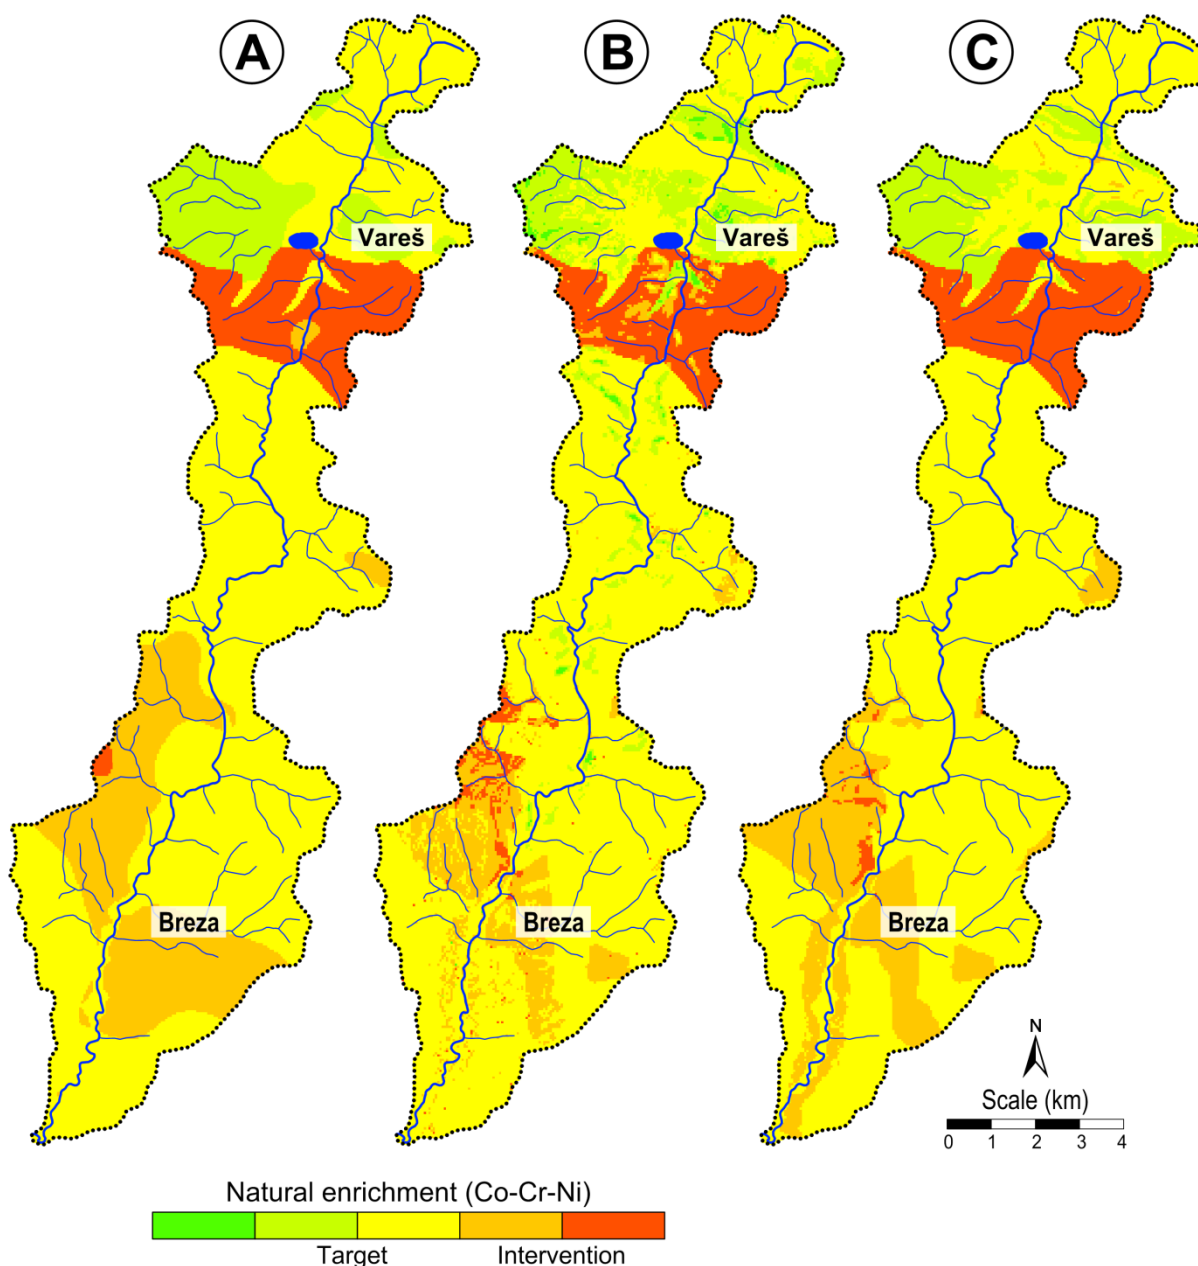 A B C
Vareš Vareš Vareš
Breza Breza Breza
N
Scale (km)
0 1 2 3 4
Natural enrichment (Co-Cr-Ni)
Target Intervention